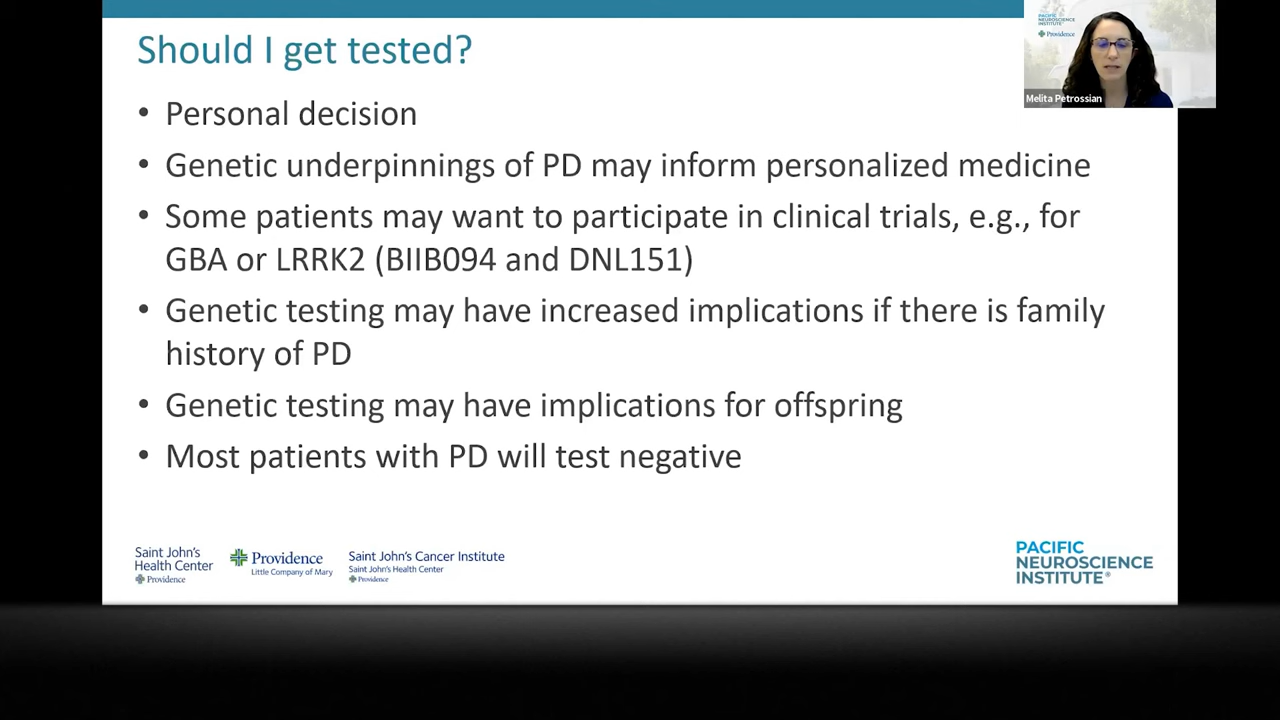 Should I get tested?
• Personal decision
• Genetic underpinnings of PD may inform personalized medicine
• Some patients may want to participate in clinical trials, e.g., for
GBA or LRRK2 (BIIB094 and DNL151)
• Genetic testing may have increased implications if there is family
history of PD
• Genetic testing may have implications for offspring
• Most patients with PD will test negative
PACIFIC
NEUROSCIENCE
INSTITUTE®
Providence
Melita Petrossian
Saint John's
Health Center
Providence
Providence
Little Company of Mary
Saint John's Cancer Institute
Saint John's Health Center
Providence
PACIFIC
NEUROSCIENCE
INSTITUTE®